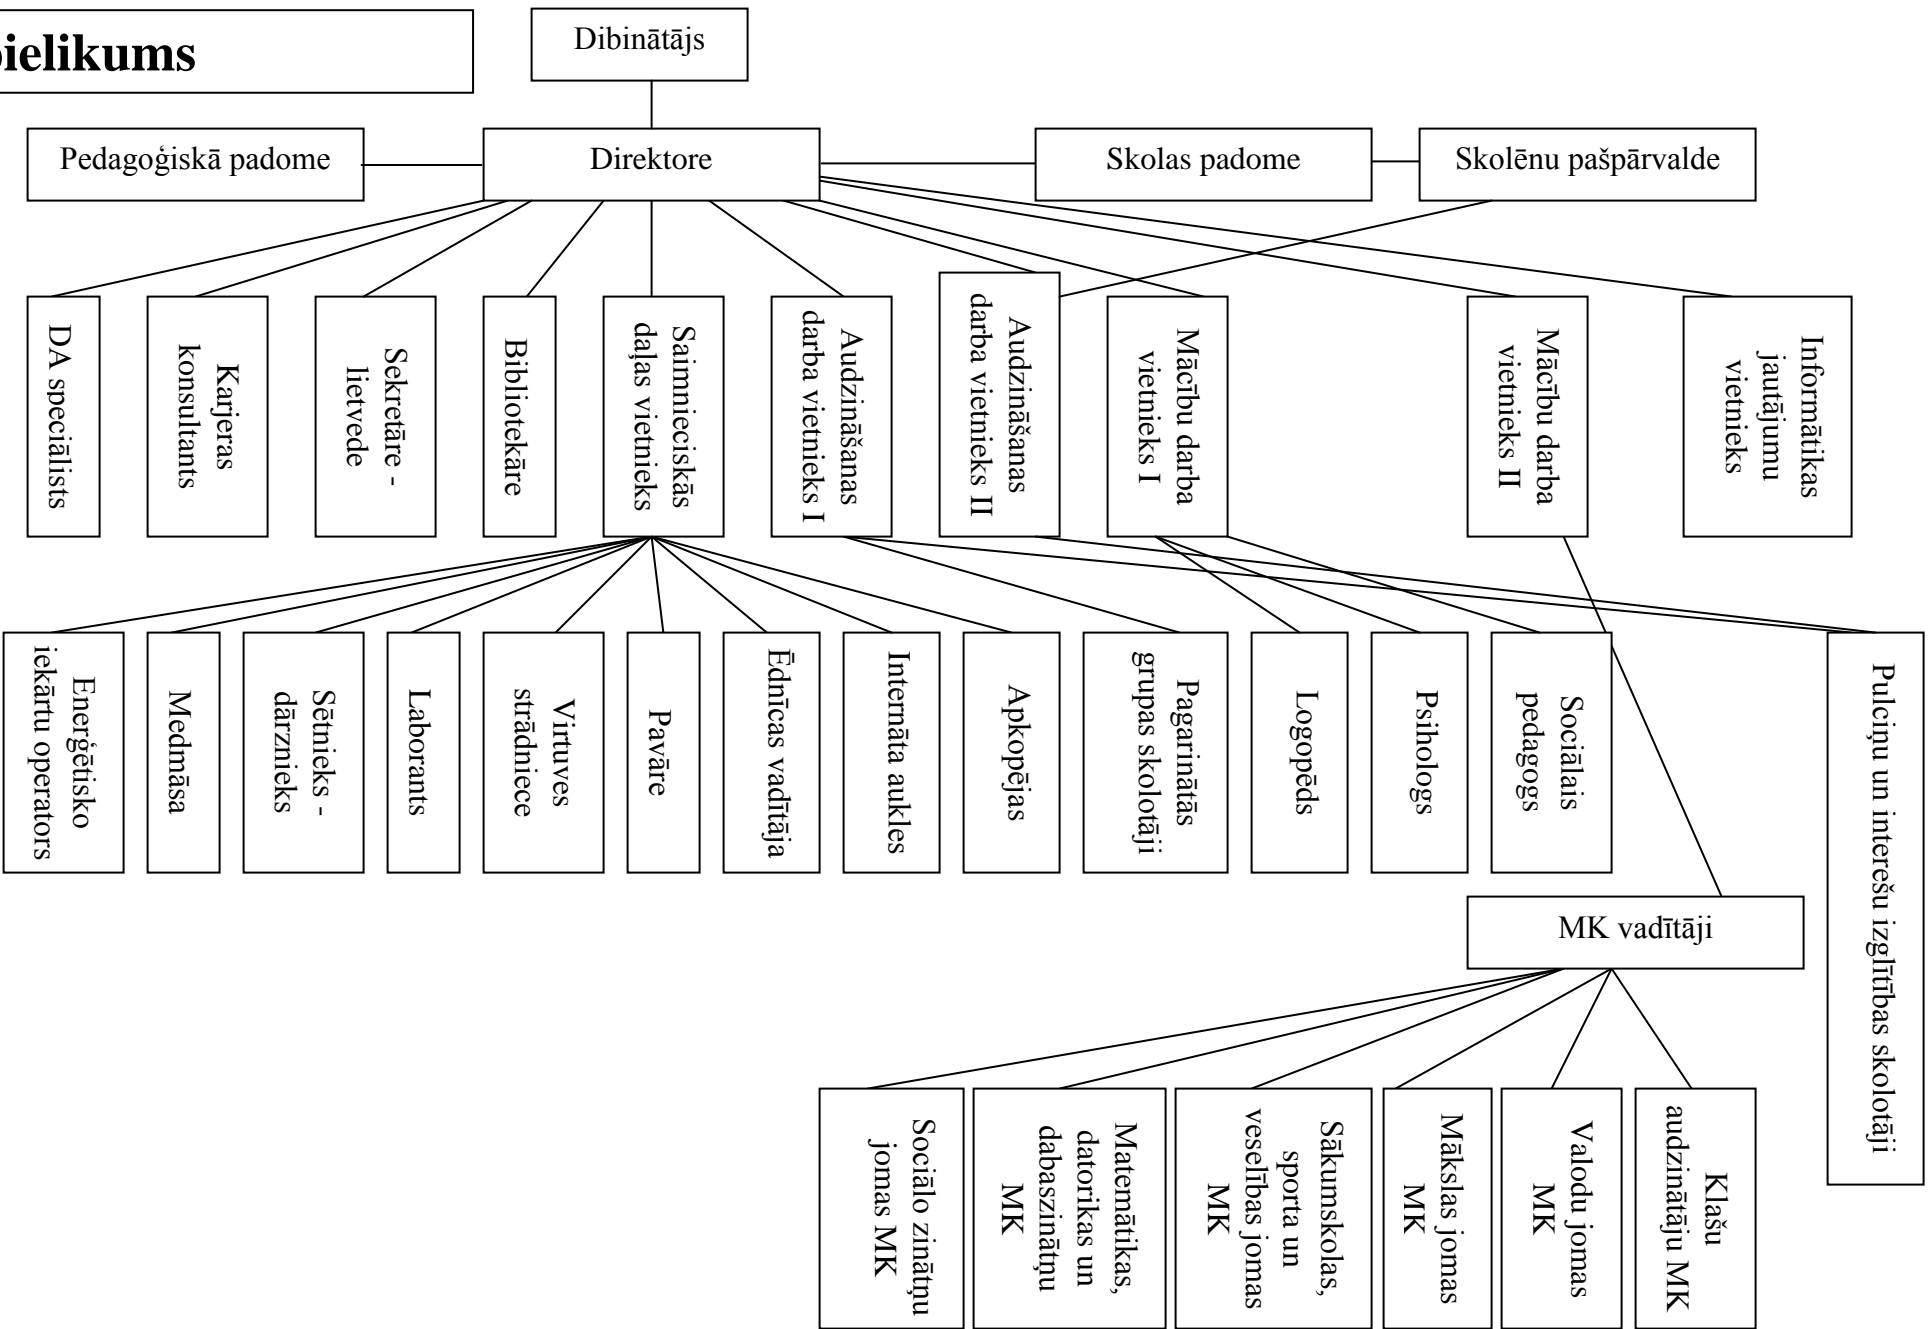 pielikums
Dibinātājs
Pedagoģiskā padome
Direktore
Skolas padome
Skolēnu pašpārvalde
DA speciālists
Karjeras
konsultants
Sekretāre -
lietvede
Bibliotekāre
Saimnieciskās
daļas vietnieks
Audzināšanas
darba vietnieks I
Audzināšanas
darba vietnieks II
Mācību darba
vietnieks I
Mācību darba
vietnieks II
Informātikas
jautājumu
vietnieks
Enerģētisko
iekārtu operators
Medmāsa
Sētnieks -
dārznieks
Laborants
Virtuves
strādniece
Pavāre
Ēdnīcas vadītāja
Internāta aukles
Apkopējas
Pagarinātās
grupas skolotāji
Logopēds
Psihologs
Sociālais
pedagogs
Pulciņu un interešu izglītības skolotāji
MK vadītāji
Sociālo zinātņu
jomas MK
Matemātikas,
datorikas un
dabaszinātņu
MK
Sākumskolas,
sporta un
veselības jomas
MK
Mākslas jomas
MK
Valodu jomas
MK
Klašu
audzinātāju MK